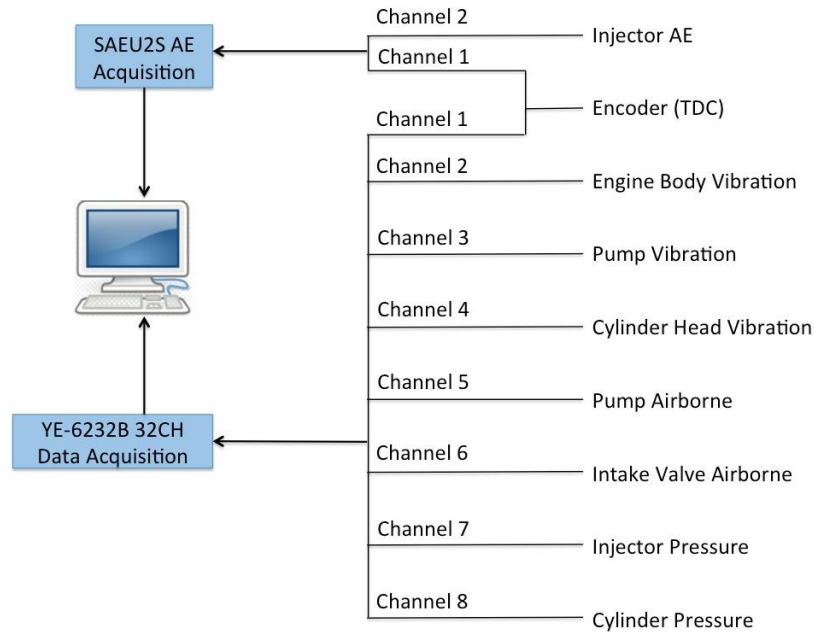 SAEU2S AE
Acquisition
Channel 2
Injector AE
Channel 1
Encoder (TDC)
Channel 1
Channel 2
Engine Body Vibration
Channel 3
Pump Vibration
Channel 4
Cylinder Head Vibration
Channel 5
Pump Airborne
YE-6232B 32CH
Data Acquisition
Channel 6
Intake Valve Airborne
Channel 7
Injector Pressure
Channel 8
Cylinder Pressure